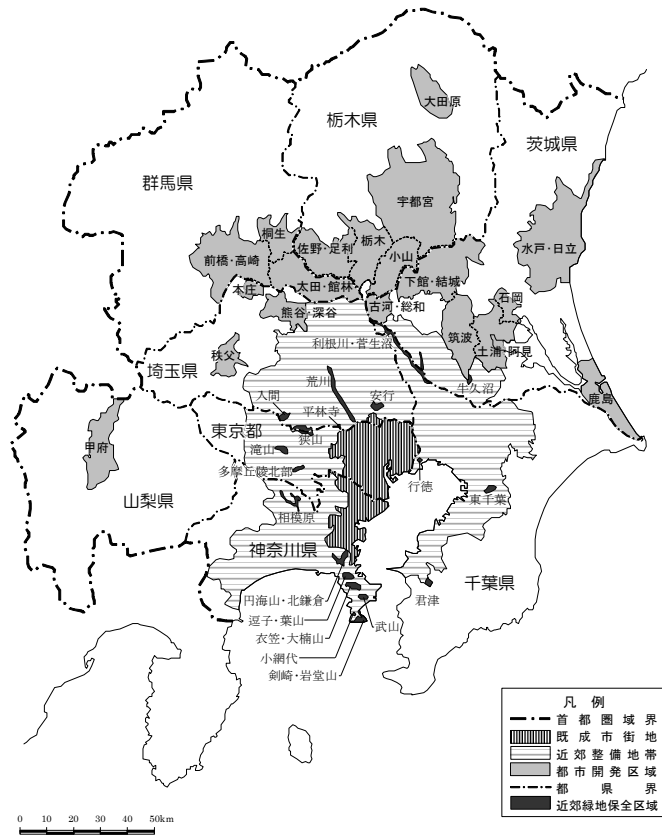 大田原
栃木県
茨城県
群馬県
宇都宮
桐生
佐野・足利
栃木
小山
水戸・日立
前橋・高崎
太田・館林
下館・結城
本庄
石岡
熊谷・深谷
古河・総和
筑波
利根川・菅生沼
土浦・阿見
秩父
埼玉県
荒川
牛久沼
入間
安行
鹿島
平林寺
東京都
狭山
甲府
滝山
多摩丘陵北部
行徳
東千葉
山梨県
相模原
神奈川県
千葉県
円海山・北鎌倉
君津
逗子・葉山
武山
衣笠・大楠山
小網代
剣崎・岩堂山
凡例
首都圏域界
既成市街地
近郊整備地帯
都市開発区域
都県界
近郊緑地保全区域
0 10 20 30 40 50km